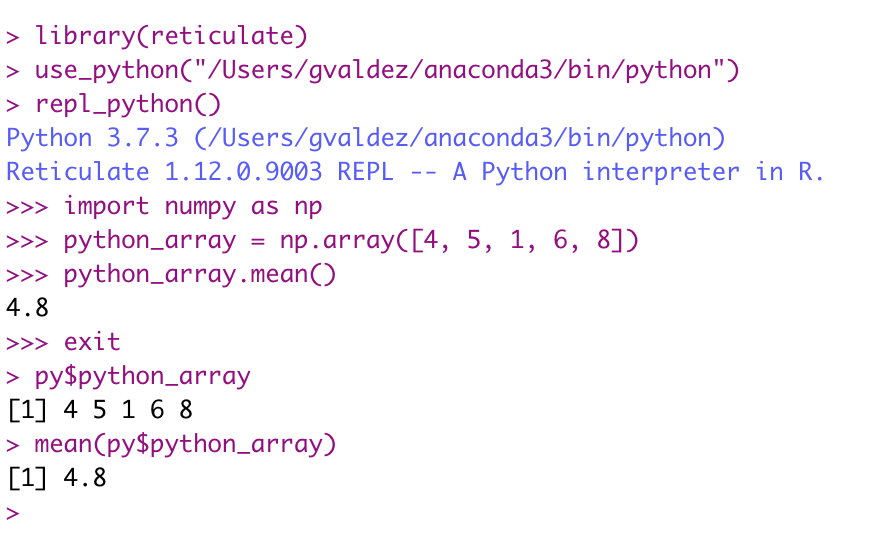 > library(reticulate)
> use_python("/Users/gvaldez/anaconda3/bin/python")
> repl_python()
Python 3.7.3 (/Users/gvaldez/anaconda3/bin/python)
Reticulate 1.12.0.9003 REPL -- A Python interpreter in R.
>>> import numpy as np
>>> python_array = np.array([4, 5, 1, 6, 8])
>>> python_array.mean()
4.8
>>> exit
> py$python_array
[1] 4 5 1 6 8
> mean(py$python_array)
[1] 4.8
>